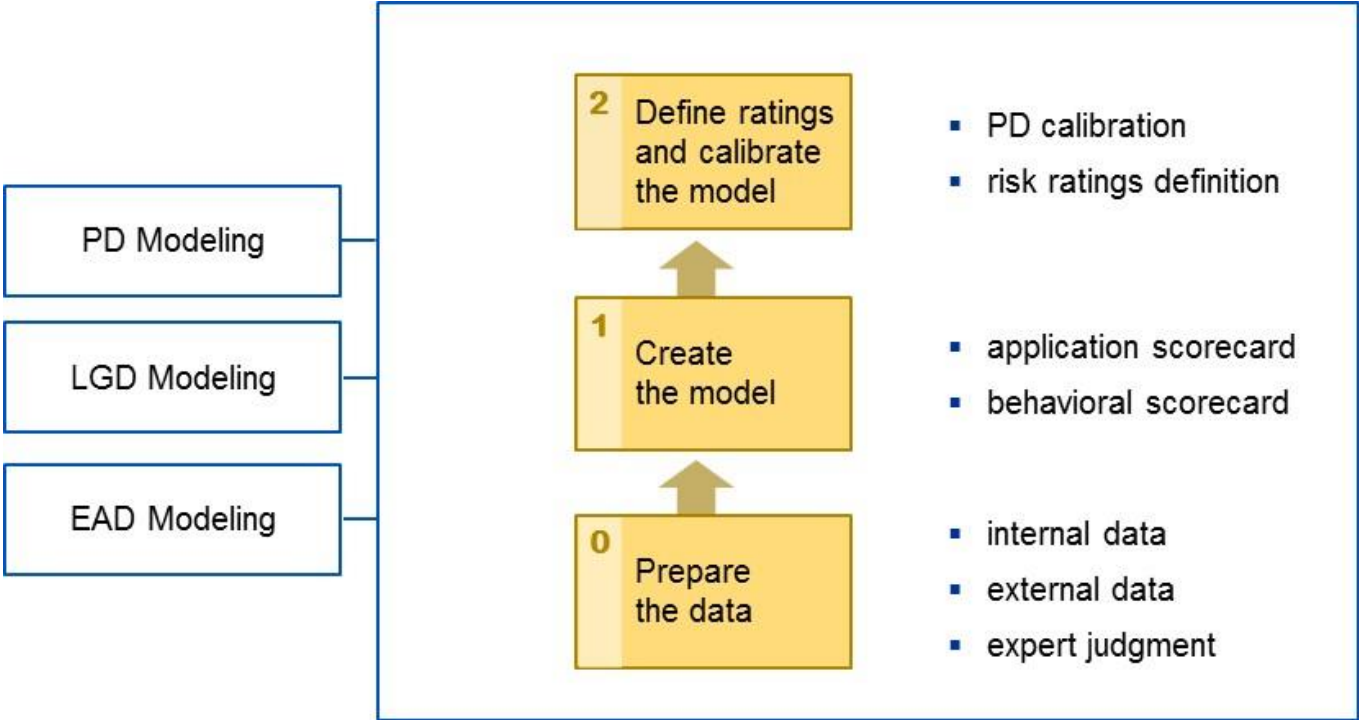 PD Modeling
LGD Modeling
EAD Modeling
2
Define ratings
and calibrate
the model
▪ PD calibration
▪ risk ratings definition
1
Create
the model
▪ application scorecard
▪ behavioral scorecard
0
Prepare
the data
▪ internal data
▪ external data
▪ expert judgment